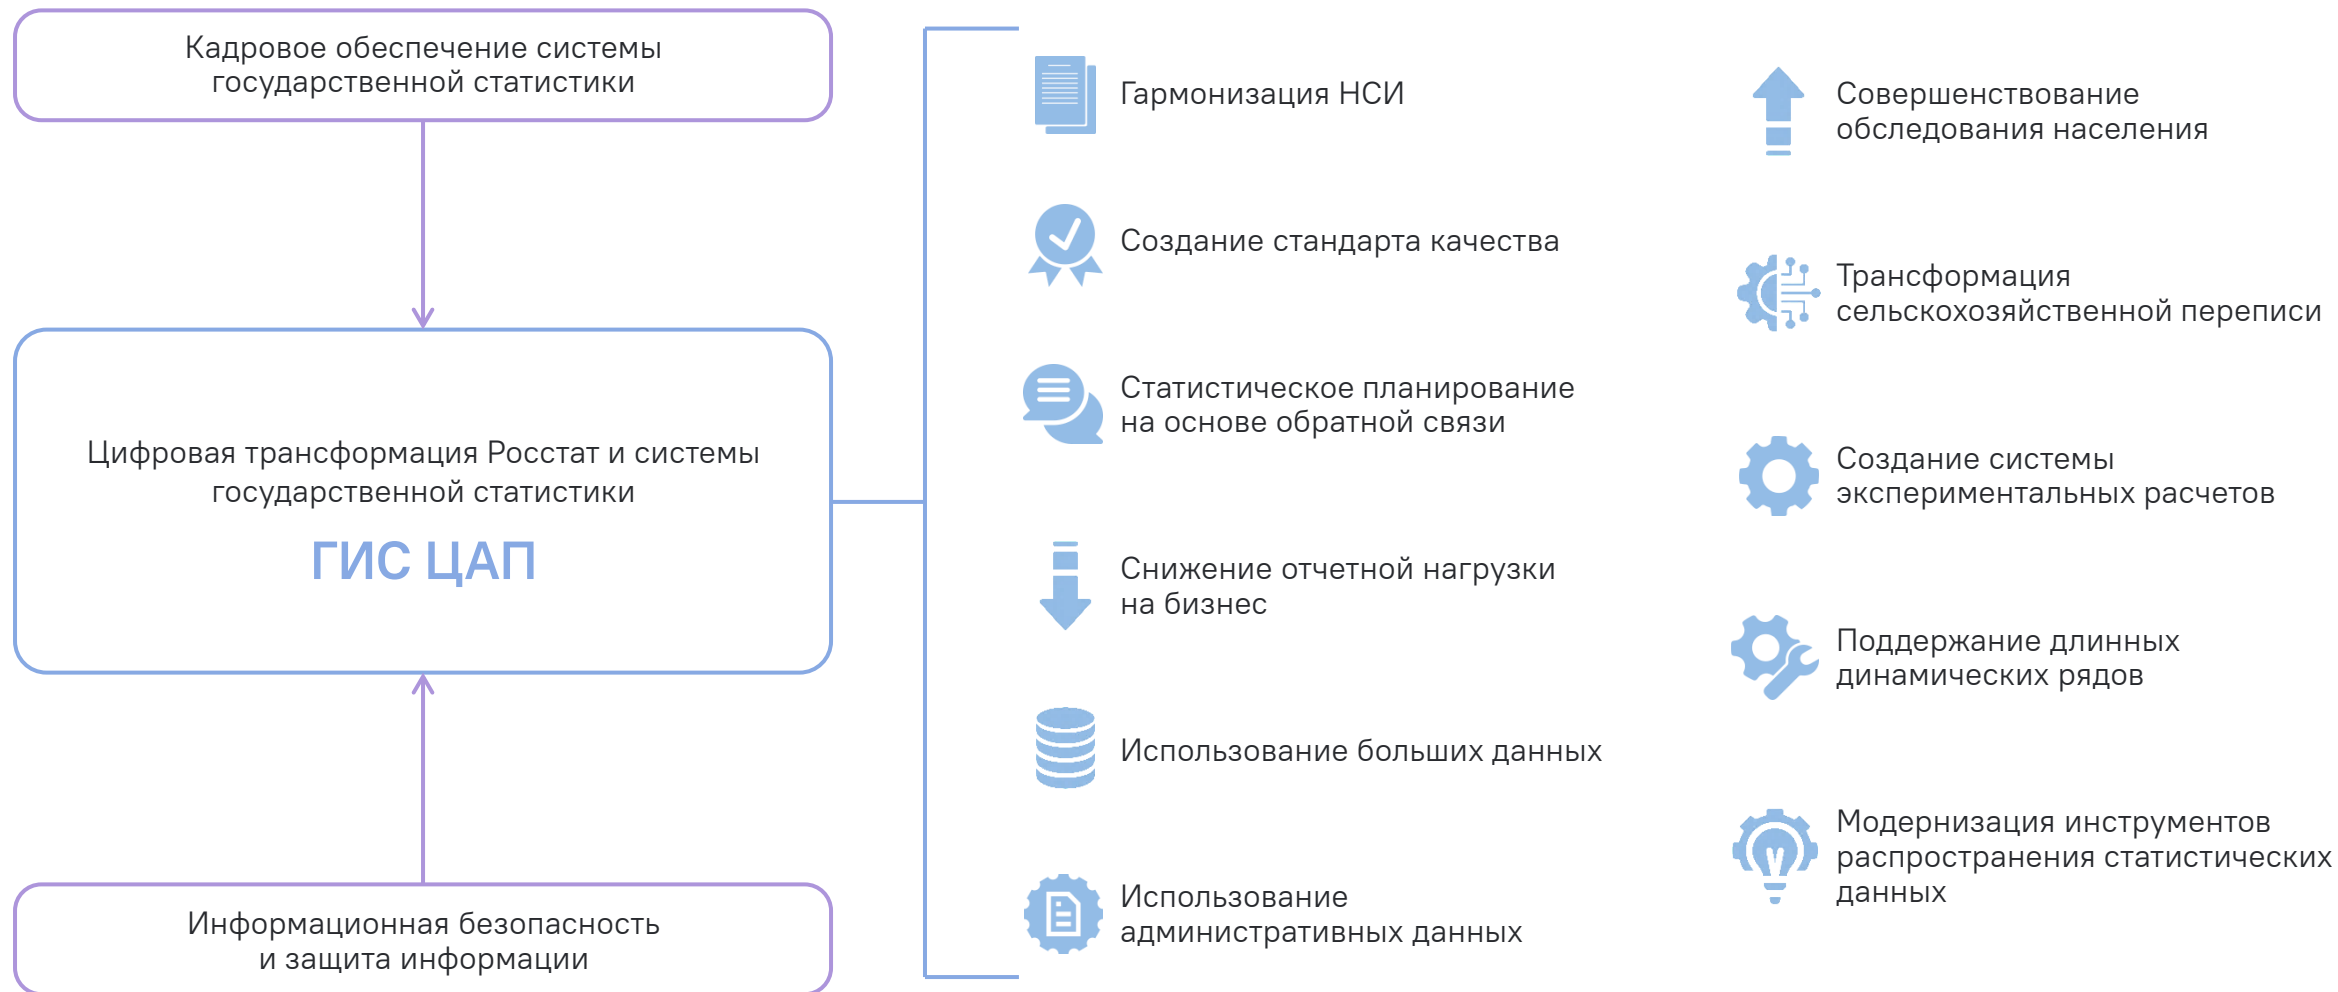 Кадровое обеспечение системы
государственной статистики
Цифровая трансформация Росстат и системы
государственной статистики
ГИС ЦАП
Информационная безопасность
и защита информации
Гармонизация НСИ
Создание стандарта качества
Статистическое планирование
на основе обратной связи
Снижение отчетной нагрузки
на бизнес
Использование больших данных
Использование
административных данных
Совершенствование
обследования населения
Трансформация
сельскохозяйственной переписи
Создание системы
экспериментальных расчетов
Поддержание длинных
динамических рядов
Модернизация инструментов
распространения статистических
данных